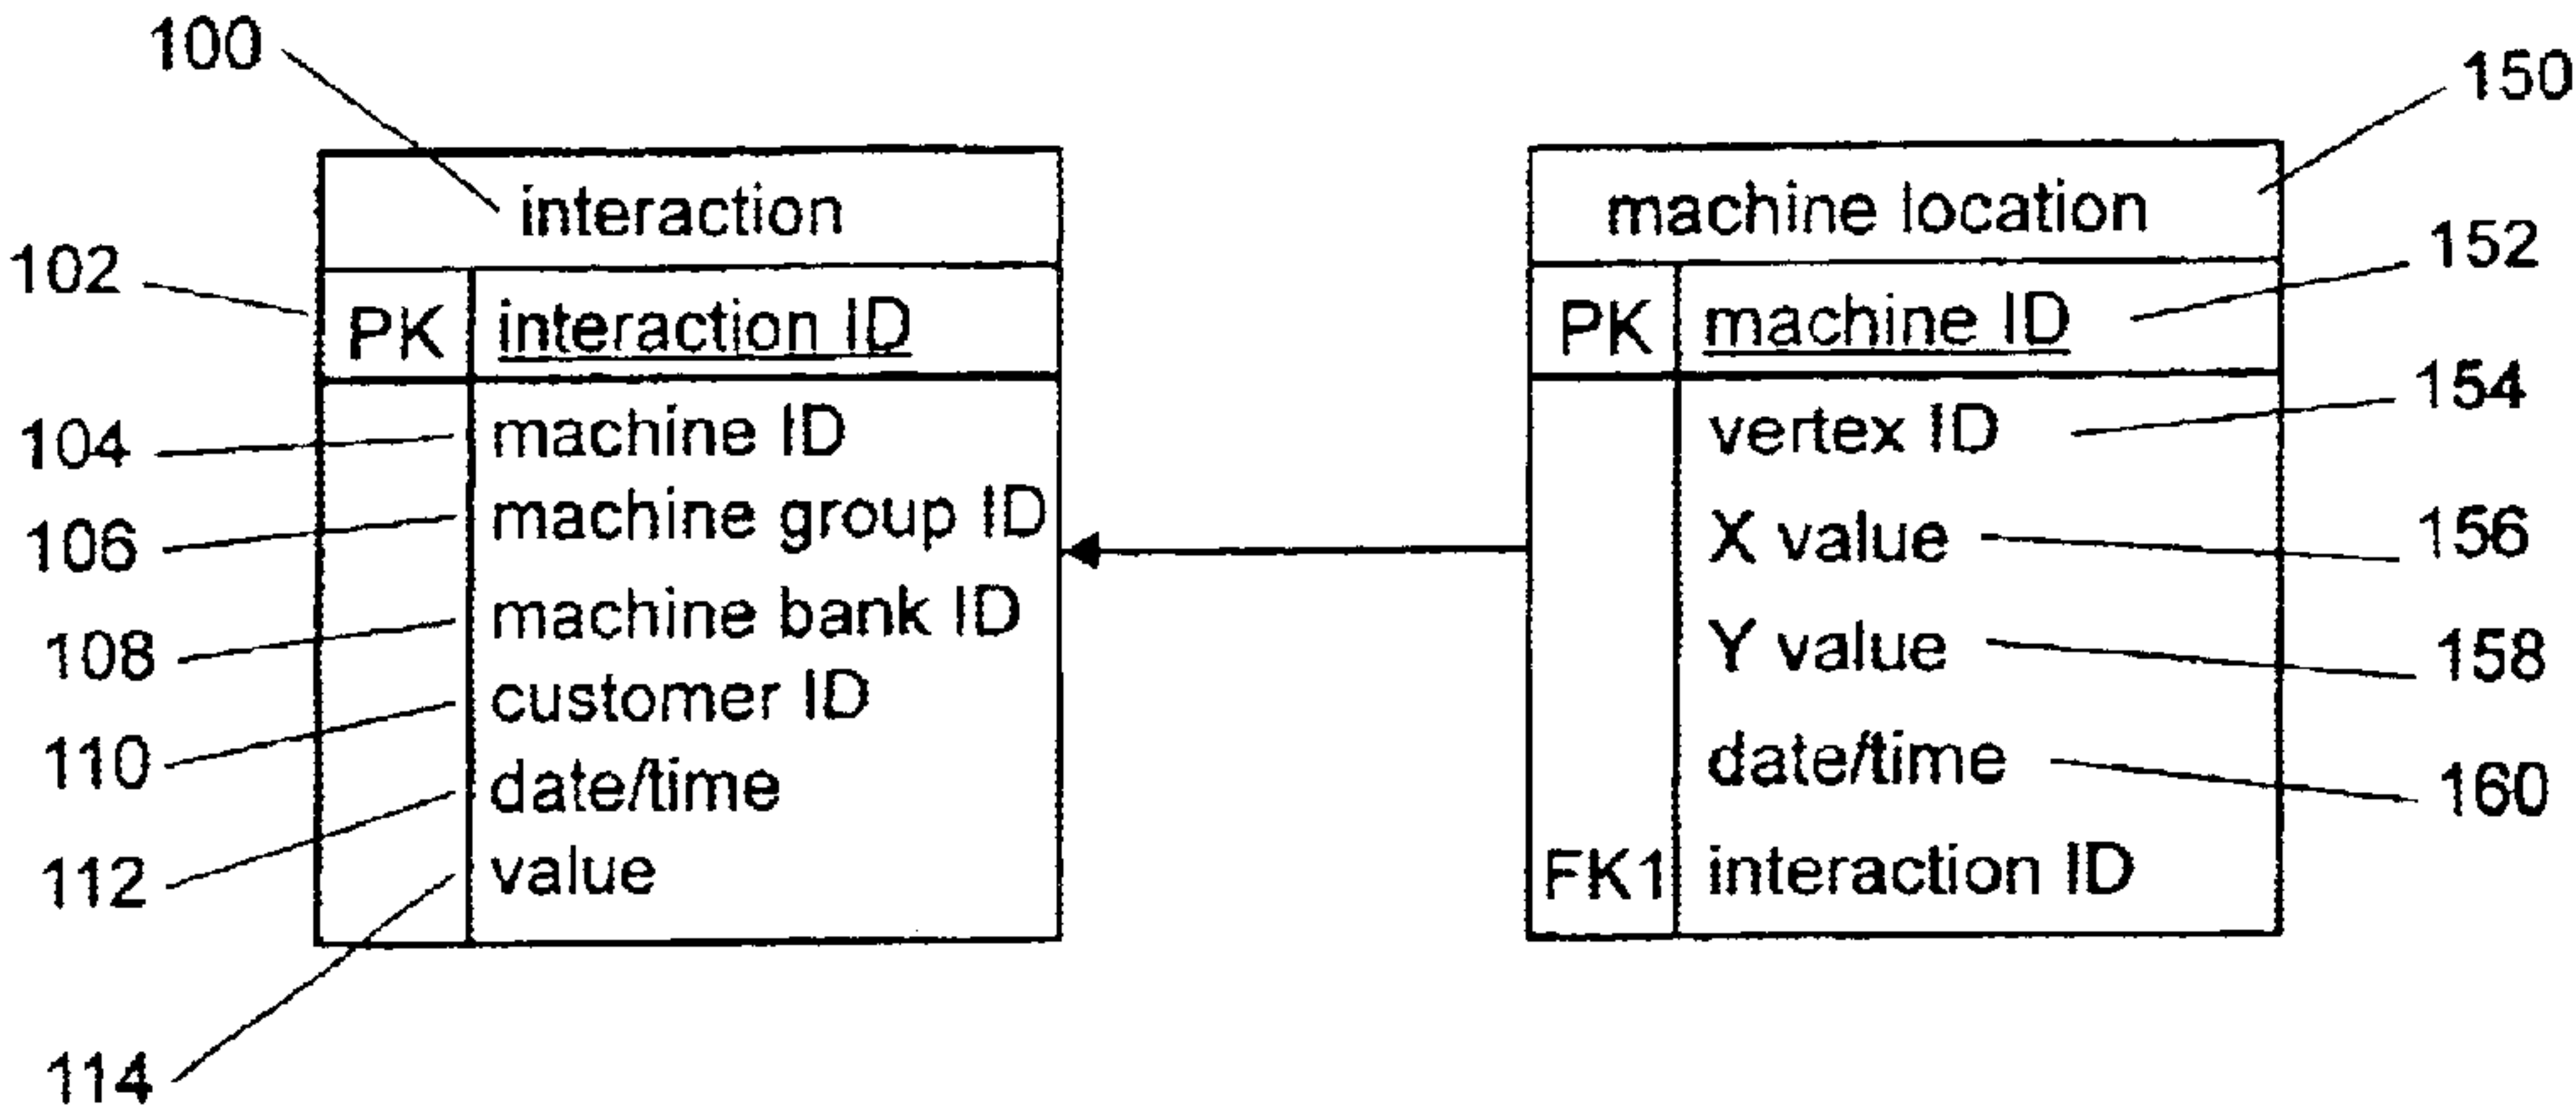 100
150
interaction
machine location
102
152
PK interaction ID
PK machine ID
104
machine ID
154
vertex ID
106
machine group ID
156
X value
108
machine bank ID
158
Y value
110
customer ID
160
date/time
112
date/time
FK1 interaction ID
114
value